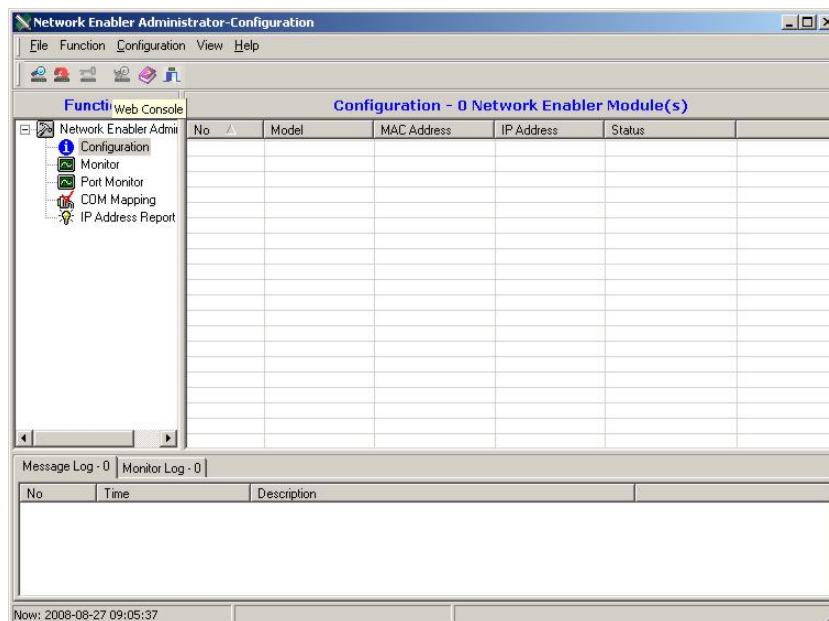 Network Enabler Administrator-Configuration
File Function Configuration View Help
Web Console
Configuration - 0 Network Enabler Module(s)
Network Enabler Admi
Configuration
Monitor
Port Monitor
COM Mapping
IP Address Report
No Model MAC Address IP Address Status
Message Log - 0 Monitor Log - 0
No Time Description
Now: 2008-08-27 09:05:37